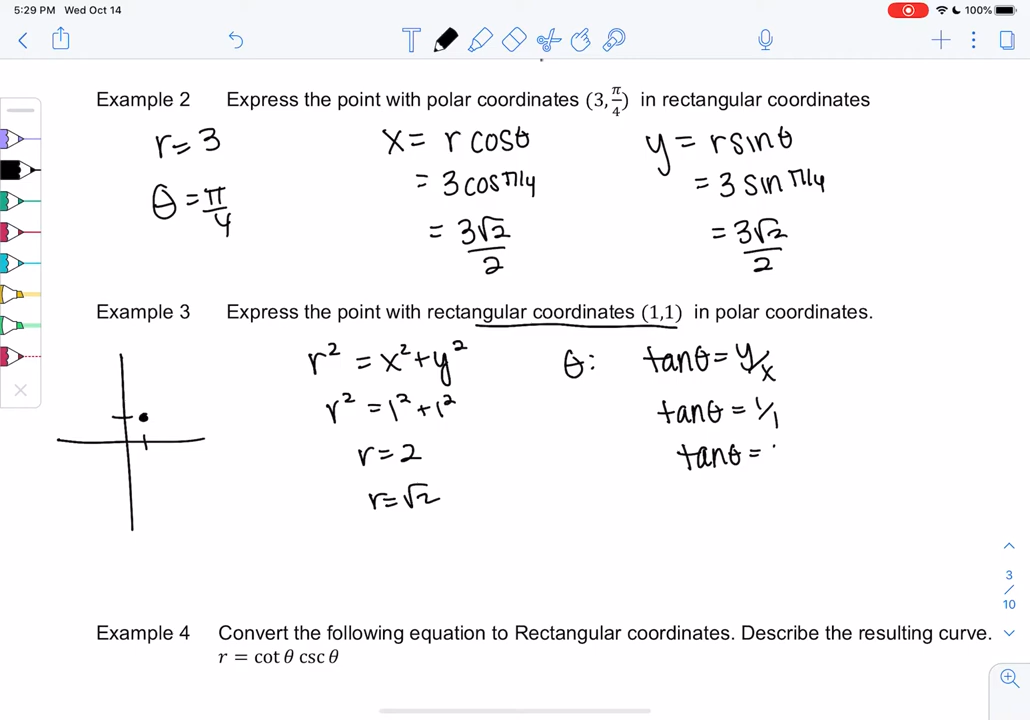 5:29 PM Wed Oct 14 100%
Example 2 Express the point with polar coordinates (3, π/4) in rectangular coordinates
r = 3 x = r cosθ y = r sinθ
θ = π/4 = 3 cos π/4 = 3 sin π/4
= 3√2/2 = 3√2/2
Example 3 Express the point with rectangular coordinates (1,1) in polar coordinates.
r² = x² + y² θ: tanθ = y/x
r² = 1² + 1² tanθ = 1/1
r = 2 tanθ =
r = √2
3
/
10
Example 4 Convert the following equation to Rectangular coordinates. Describe the resulting curve.
r = cot θ csc θ